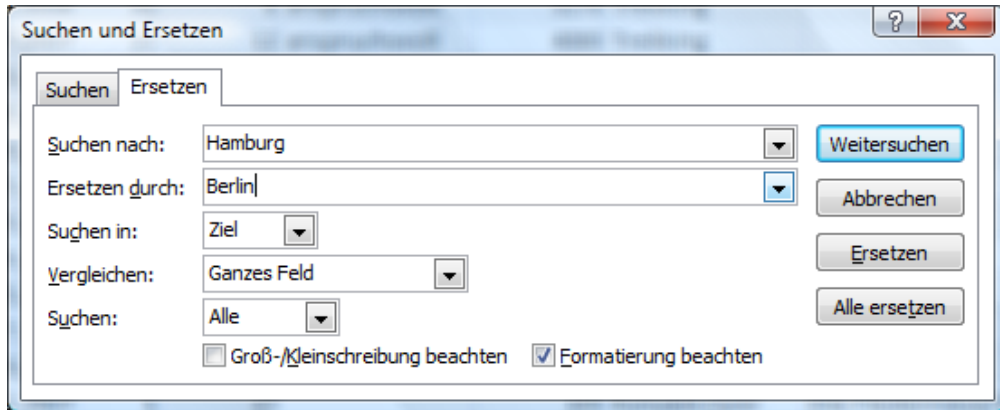 Suchen und Ersetzen
Suchen Ersetzen
Suchen nach: Hamburg Weitersuchen
Ersetzen durch: Berlin Abbrechen
Suchen in: Ziel
Ersetzen
Vergleichen: Ganzes Feld
Suchen: Alle Alle ersetzen
Groß-/Kleinschreibung beachten Formatierung beachten